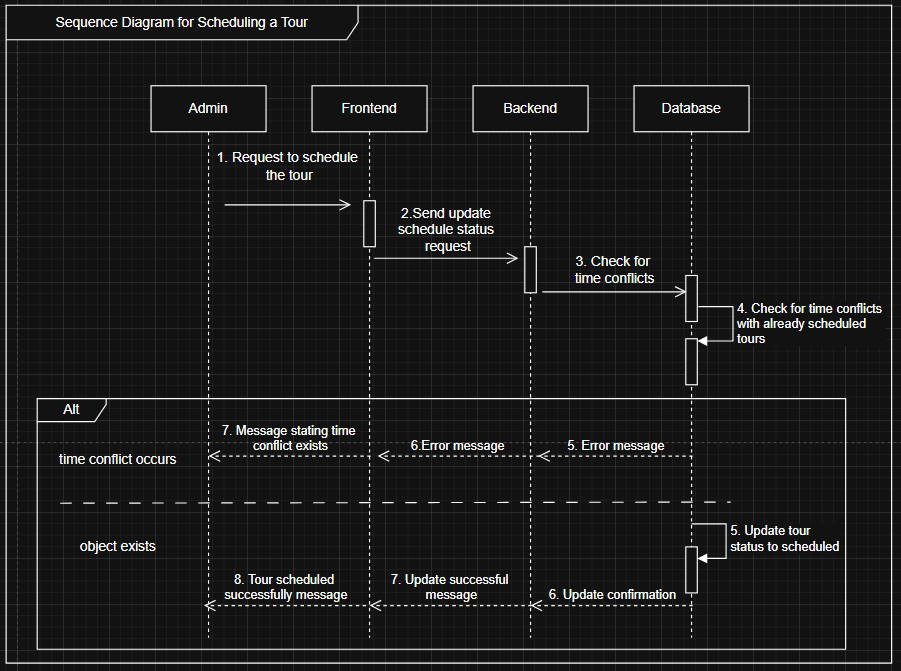 Sequence Diagram for Scheduling a Tour
Admin
Frontend
Backend
Database
1. Request to schedule
the tour
2.Send update
schedule status
request
3. Check for
time conflicts
4. Check for time conflicts
with already scheduled
tours
Alt
time conflict occurs
7. Message stating time
conflict exists
6.Error message
5. Error message
object exists
5. Update tour
status to scheduled
8. Tour scheduled
successfully message
7. Update successful
message
6. Update confirmation